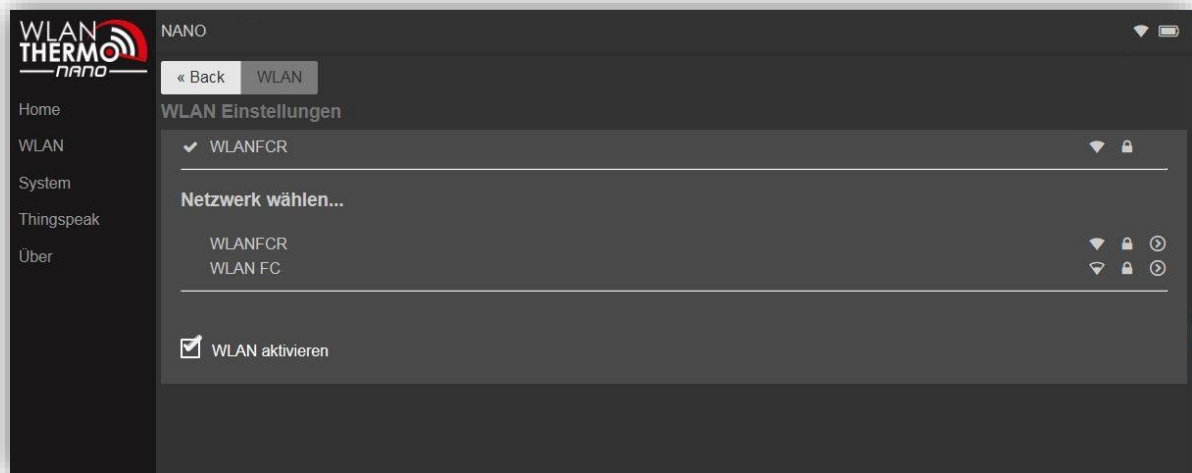 WLAN
THERMO
nano
Home
WLAN
System
Thingspeak
Über
NANO
« Back
WLAN
WLAN Einstellungen
WLANFCR
Netzwerk wählen...
WLANFCR
WLAN FC
WLAN aktivieren